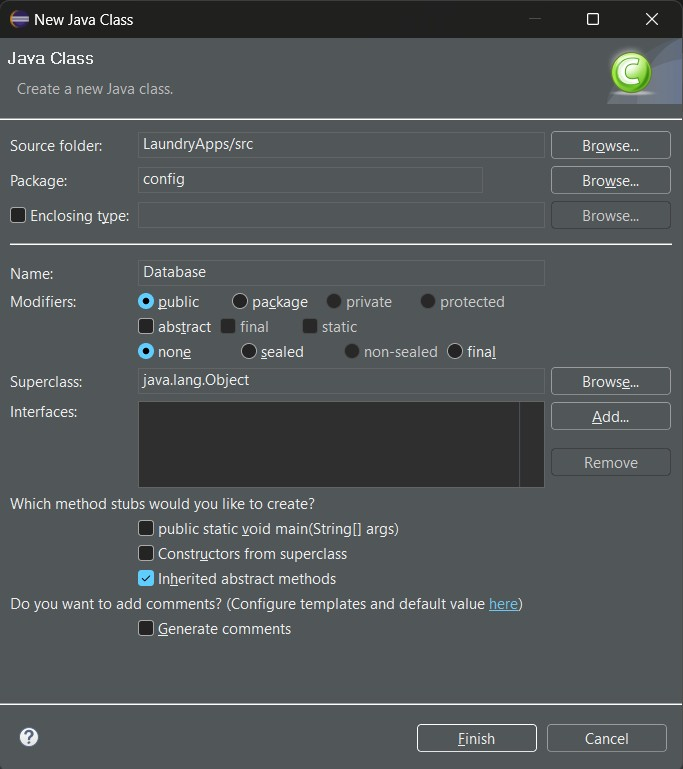 New Java Class
Java Class
Create a new Java class.
C
Source folder: LaundryApps/src Browse...
Package: config Browse...
Enclosing type: Browse...
Name: Database
Modifiers: public package private protected
abstract final static
none sealed non-sealed final
Superclass: java.lang.Object Browse...
Interfaces: Add...
Remove
Which method stubs would you like to create?
public static void main(String[] args)
Constructors from superclass
Inherited abstract methods
Do you want to add comments? (Configure templates and default value here)
Generate comments
? Finish Cancel